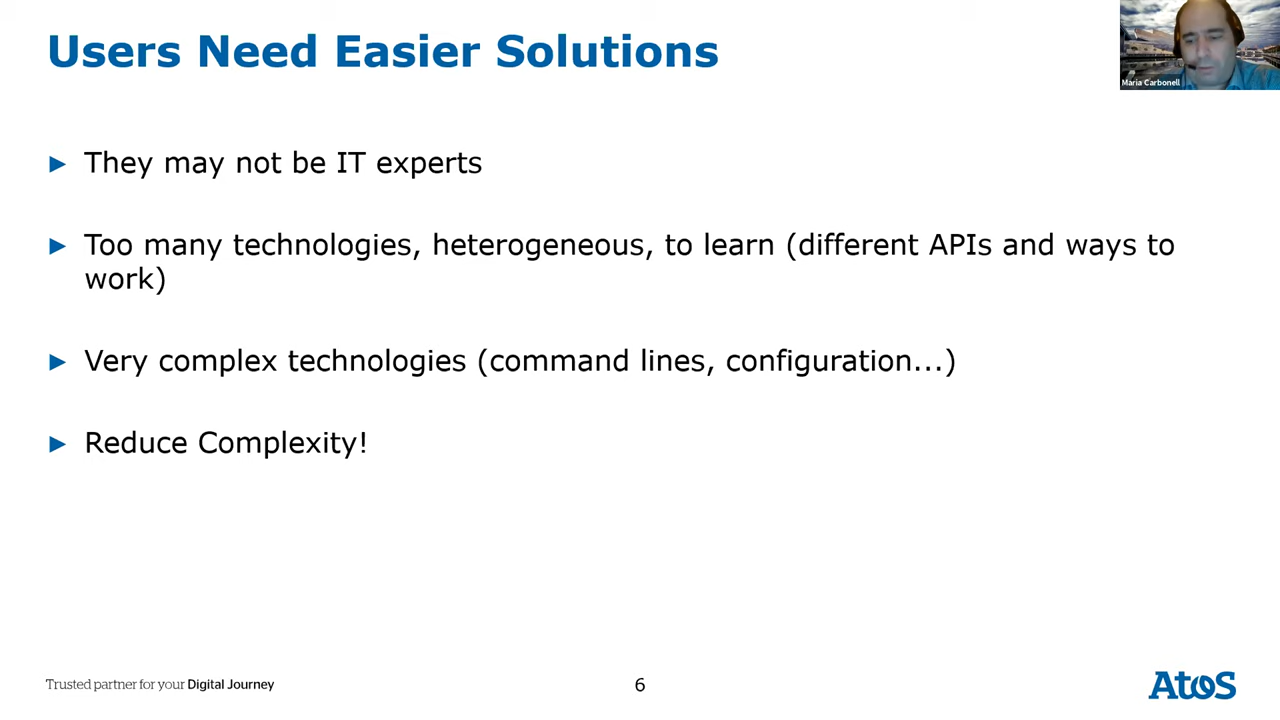 Users Need Easier Solutions
Maria Carbonell
► They may not be IT experts
► Too many technologies, heterogeneous, to learn (different APIs and ways to
work)
► Very complex technologies (command lines, configuration...)
► Reduce Complexity!
Trusted partner for your Digital Journey
6
Atos